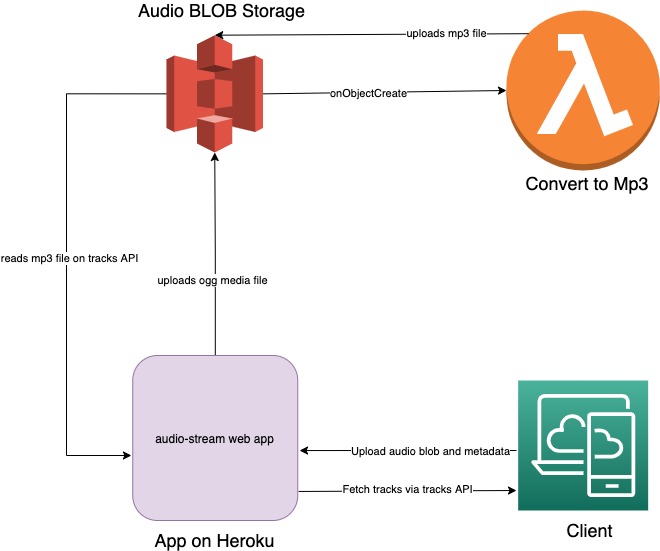 Audio BLOB Storage
uploads mp3 file
onObjectCreate
Convert to Mp3
reads mp3 file on tracks API
uploads ogg media file
audio-stream web app
Upload audio blob and metadata
Fetch tracks via tracks API
Client
App on Heroku